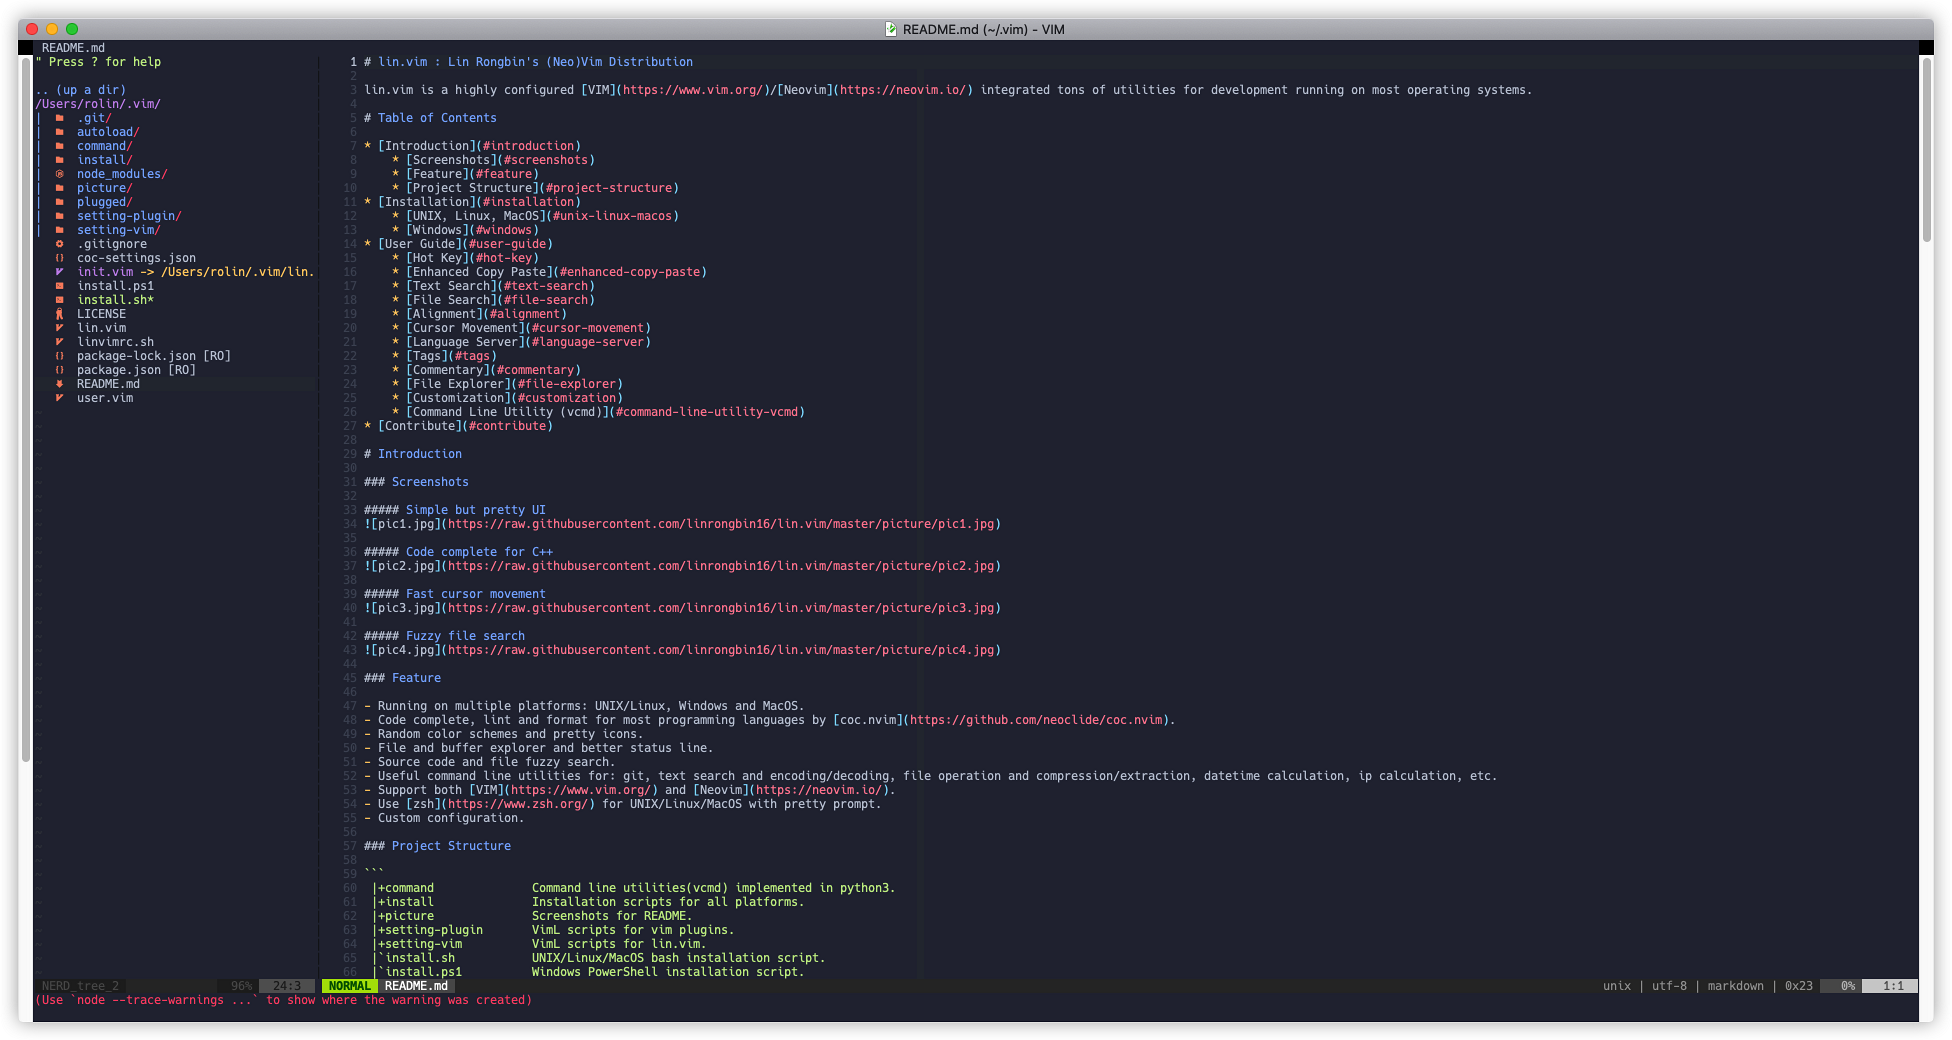 README.md (~/.vim) - VIM
README.md
" Press ? for help
.. (up a dir)
/Users/rolin/.vim/
.git/
autoload/
command/
install/
node_modules/
picture/
plugged/
setting-plugin/
setting-vim/
.gitignore
coc-settings.json
init.vim -> /Users/rolin/.vim/lin.
install.ps1
install.sh*
LICENSE
lin.vim
linvimrc.sh
package-lock.json [RO]
package.json [RO]
README.md
user.vim
1 # lin.vim : Lin Rongbin's (Neo)Vim Distribution
2
3 lin.vim is a highly configured [VIM](https://www.vim.org/)/[Neovim](https://neovim.io/) integrated tons of utilities for development running on most operating systems.
4
5 # Table of Contents
6
7 * [Introduction](#introduction)
8     * [Screenshots](#screenshots)
9     * [Feature](#feature)
10     * [Project Structure](#project-structure)
11 * [Installation](#installation)
12     * [UNIX, Linux, MacOS](#unix-linux-macos)
13     * [Windows](#windows)
14 * [User Guide](#user-guide)
15     * [Hot Key](#hot-key)
16     * [Enhanced Copy Paste](#enhanced-copy-paste)
17     * [Text Search](#text-search)
18     * [File Search](#file-search)
19     * [Alignment](#alignment)
20     * [Cursor Movement](#cursor-movement)
21     * [Language Server](#language-server)
22     * [Tags](#tags)
23     * [Commentary](#commentary)
24     * [File Explorer](#file-explorer)
25     * [Customization](#customization)
26     * [Command Line Utility (vcmd)](#command-line-utility-vcmd)
27 * [Contribute](#contribute)
28
29 # Introduction
30
31 ### Screenshots
32
33 ##### Simple but pretty UI
34 ![pic1.jpg](https://raw.githubusercontent.com/linrongbin16/lin.vim/master/picture/pic1.jpg)
35
36 ##### Code complete for C++
37 ![pic2.jpg](https://raw.githubusercontent.com/linrongbin16/lin.vim/master/picture/pic2.jpg)
38
39 ##### Fast cursor movement
40 ![pic3.jpg](https://raw.githubusercontent.com/linrongbin16/lin.vim/master/picture/pic3.jpg)
41
42 ##### Fuzzy file search
43 ![pic4.jpg](https://raw.githubusercontent.com/linrongbin16/lin.vim/master/picture/pic4.jpg)
44
45 ### Feature
46
47 - Running on multiple platforms: UNIX/Linux, Windows and MacOS.
48 - Code complete, lint and format for most programming languages by [coc.nvim](https://github.com/neoclide/coc.nvim).
49 - Random color schemes and pretty icons.
50 - File and buffer explorer and better status line.
51 - Source code and file fuzzy search.
52 - Useful command line utilities for: git, text search and encoding/decoding, file operation and compression/extraction, datetime calculation, ip calculation, etc.
53 - Support both [VIM](https://www.vim.org/) and [Neovim](https://neovim.io/).
54 - Use [zsh](https://www.zsh.org/) for UNIX/Linux/MacOS with pretty prompt.
55 - Custom configuration.
56
57 ### Project Structure
58
59 ```
60  |+command              Command line utilities(vcmd) implemented in python3.
61  |+install              Installation scripts for all platforms.
62  |+picture              Screenshots for README.
63  |+setting-plugin       VimL scripts for vim plugins.
64  |+setting-vim          VimL scripts for lin.vim.
65  |`install.sh           UNIX/Linux/MacOS bash installation script.
66  |`install.ps1          Windows PowerShell installation script.
NERD_tree_2 96% 24:3 NORMAL README.md unix | utf-8 | markdown | 0x23 0% 1:1
(Use `node --trace-warnings ...` to show where the warning was created)